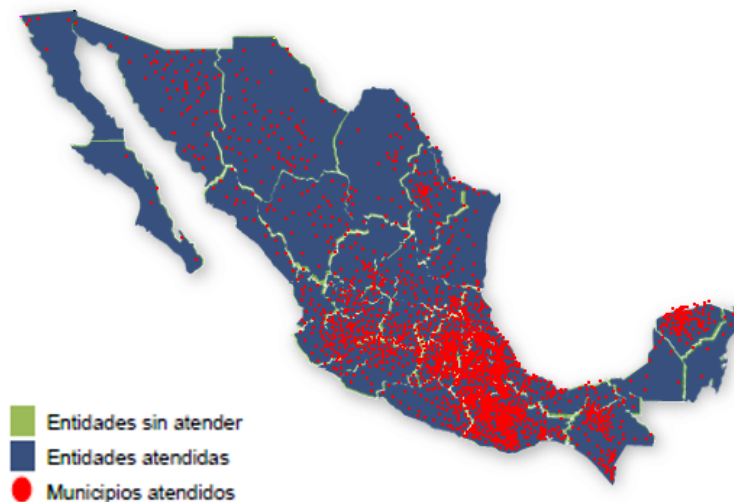 Entidades sin atender
Entidades atendidas
Municipios atendidos